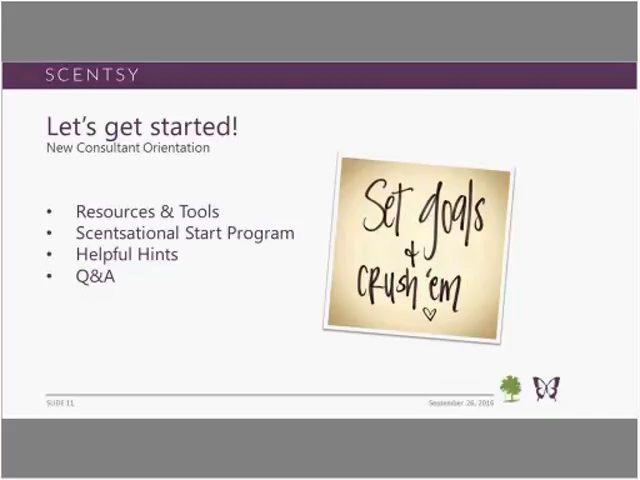 SCENTSY
Let's get started!
New Consultant Orientation
• Resources & Tools
• Scentsational Start Program
• Helpful Hints
• Q&A
Set goals
&
crush 'em
SLIDE 11
September 26, 2016